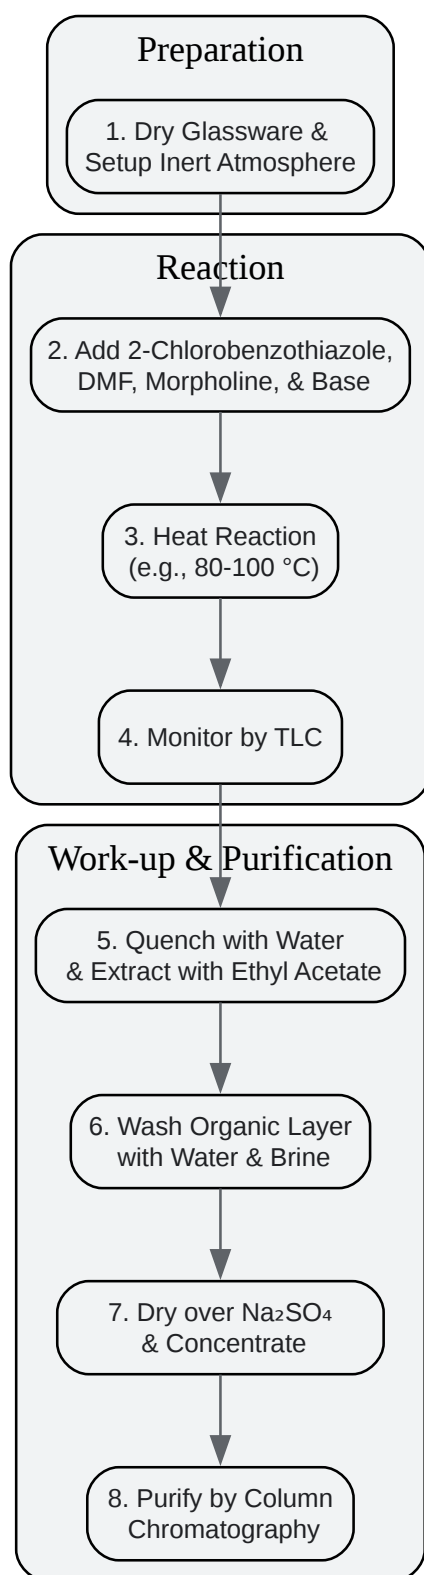 Preparation
1. Dry Glassware &
Setup Inert Atmosphere
Reaction
2. Add 2-Chlorobenzothiazole,
DMF, Morpholine, & Base
3. Heat Reaction
(e.g., 80-100 °C)
4. Monitor by TLC
Work-up & Purification
5. Quench with Water
& Extract with Ethyl Acetate
6. Wash Organic Layer
with Water & Brine
7. Dry over Na₂SO₄
& Concentrate
8. Purify by Column
Chromatography